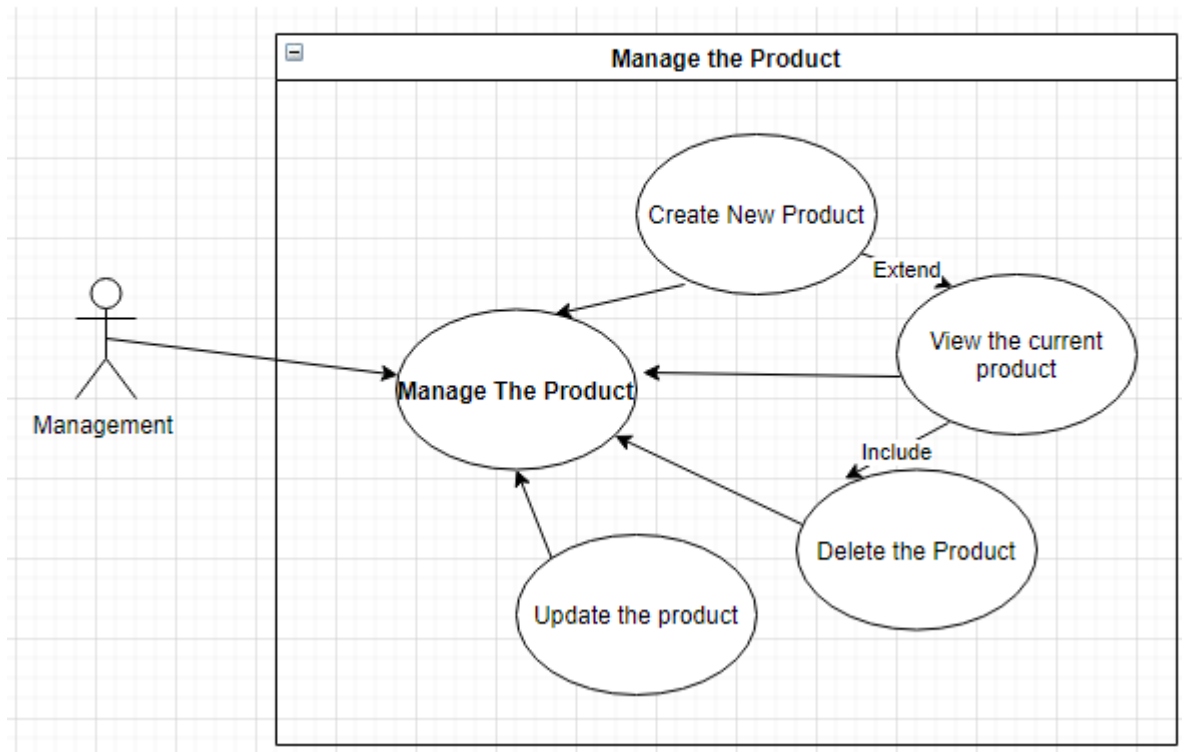 Manage the Product
Create New Product
Extend
View the current
product
Manage The Product
Management
Include
Delete the Product
Update the product